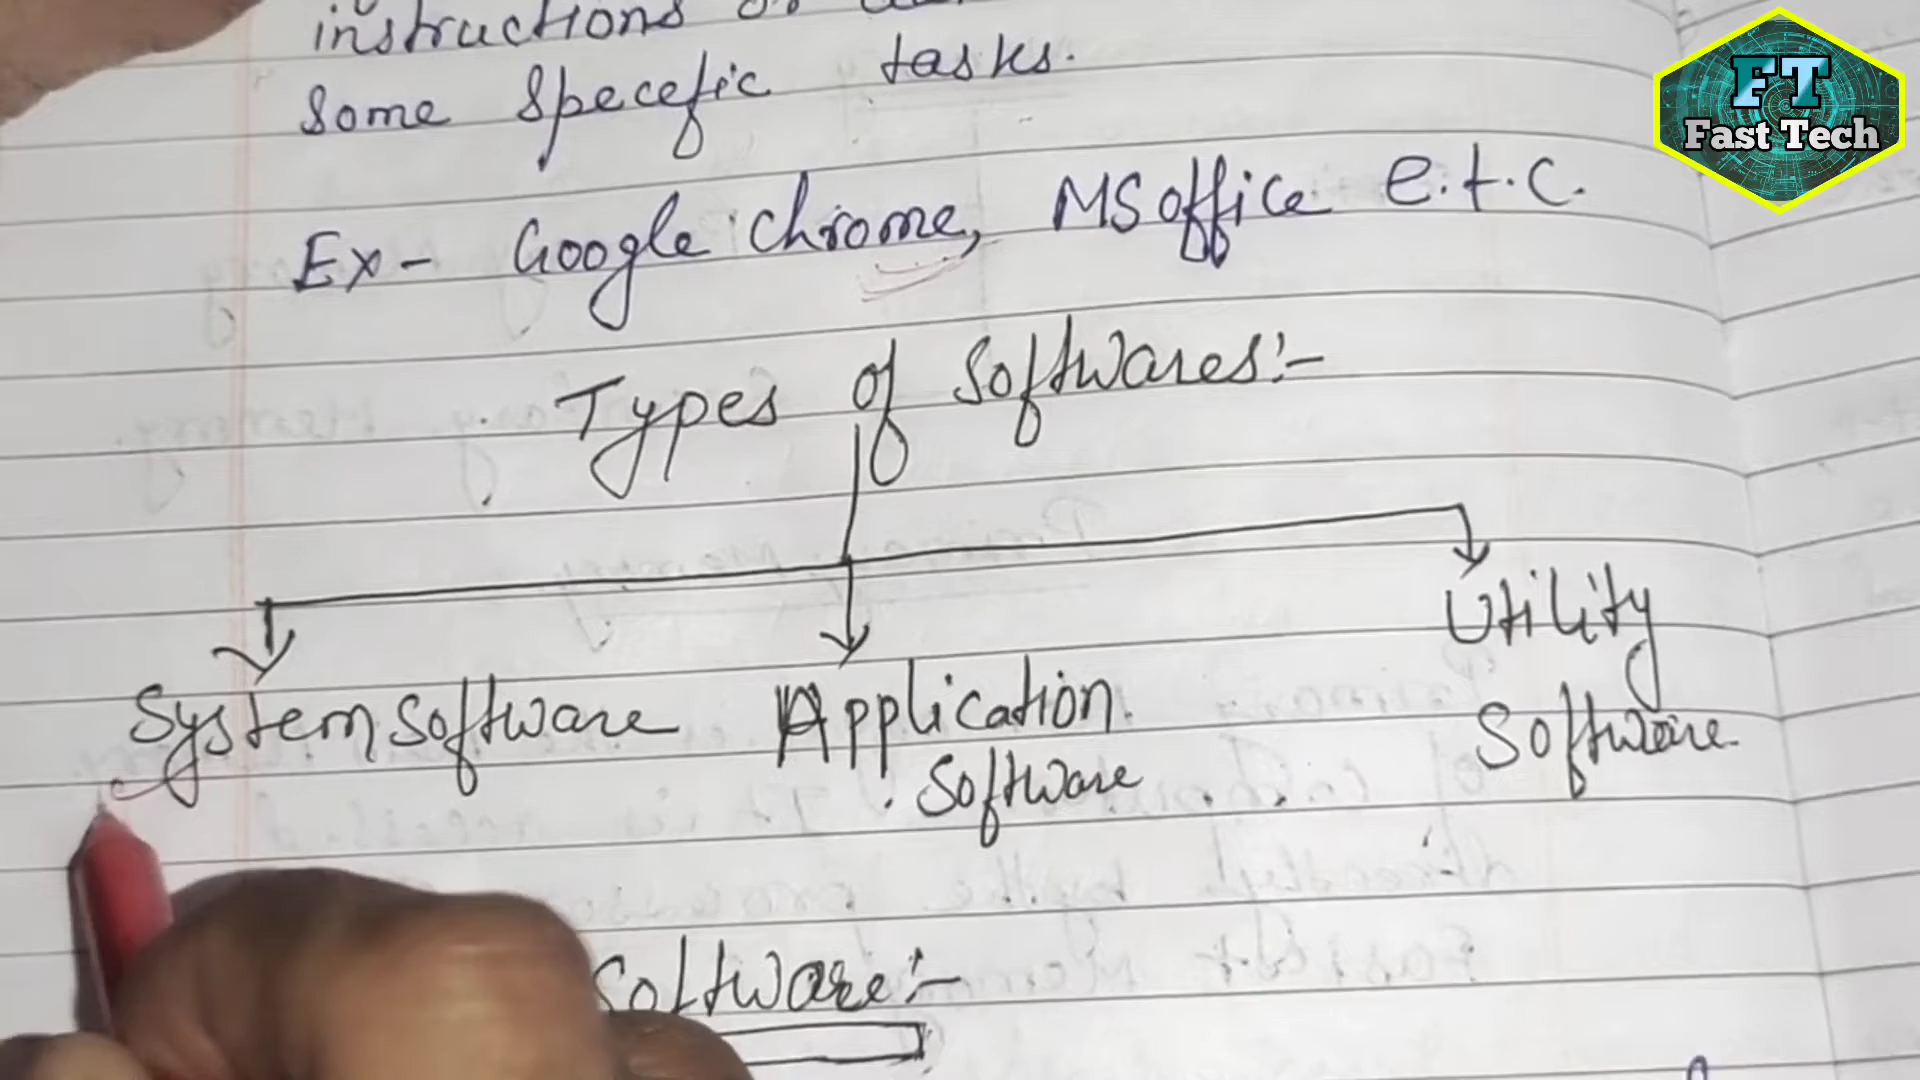 instructions
some specefic tasks.
Ex- Google chrome, MS office e.t.c.
Types of softwares:-
System software
Application
software
Utility
software
software:-
FT
Fast Tech